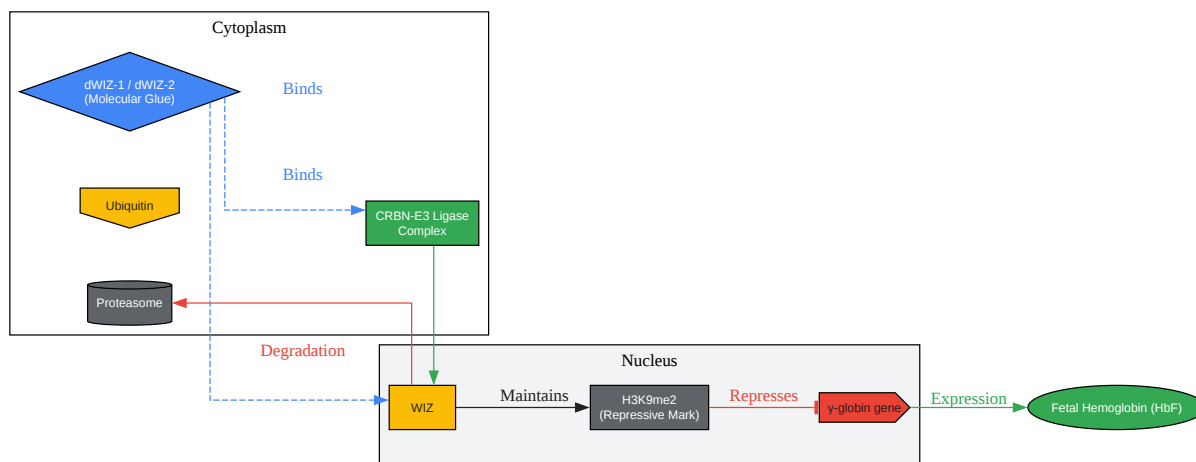 Cytoplasm
dWIZ-1 / dWIZ-2
(Molecular Glue)
Binds
Binds
Ubiquitin
CRBN-E3 Ligase
Complex
Proteasome
Degradation
Nucleus
WIZ
Maintains
H3K9me2
(Repressive Mark)
Represses
γ-globin gene
Expression
Fetal Hemoglobin (HbF)